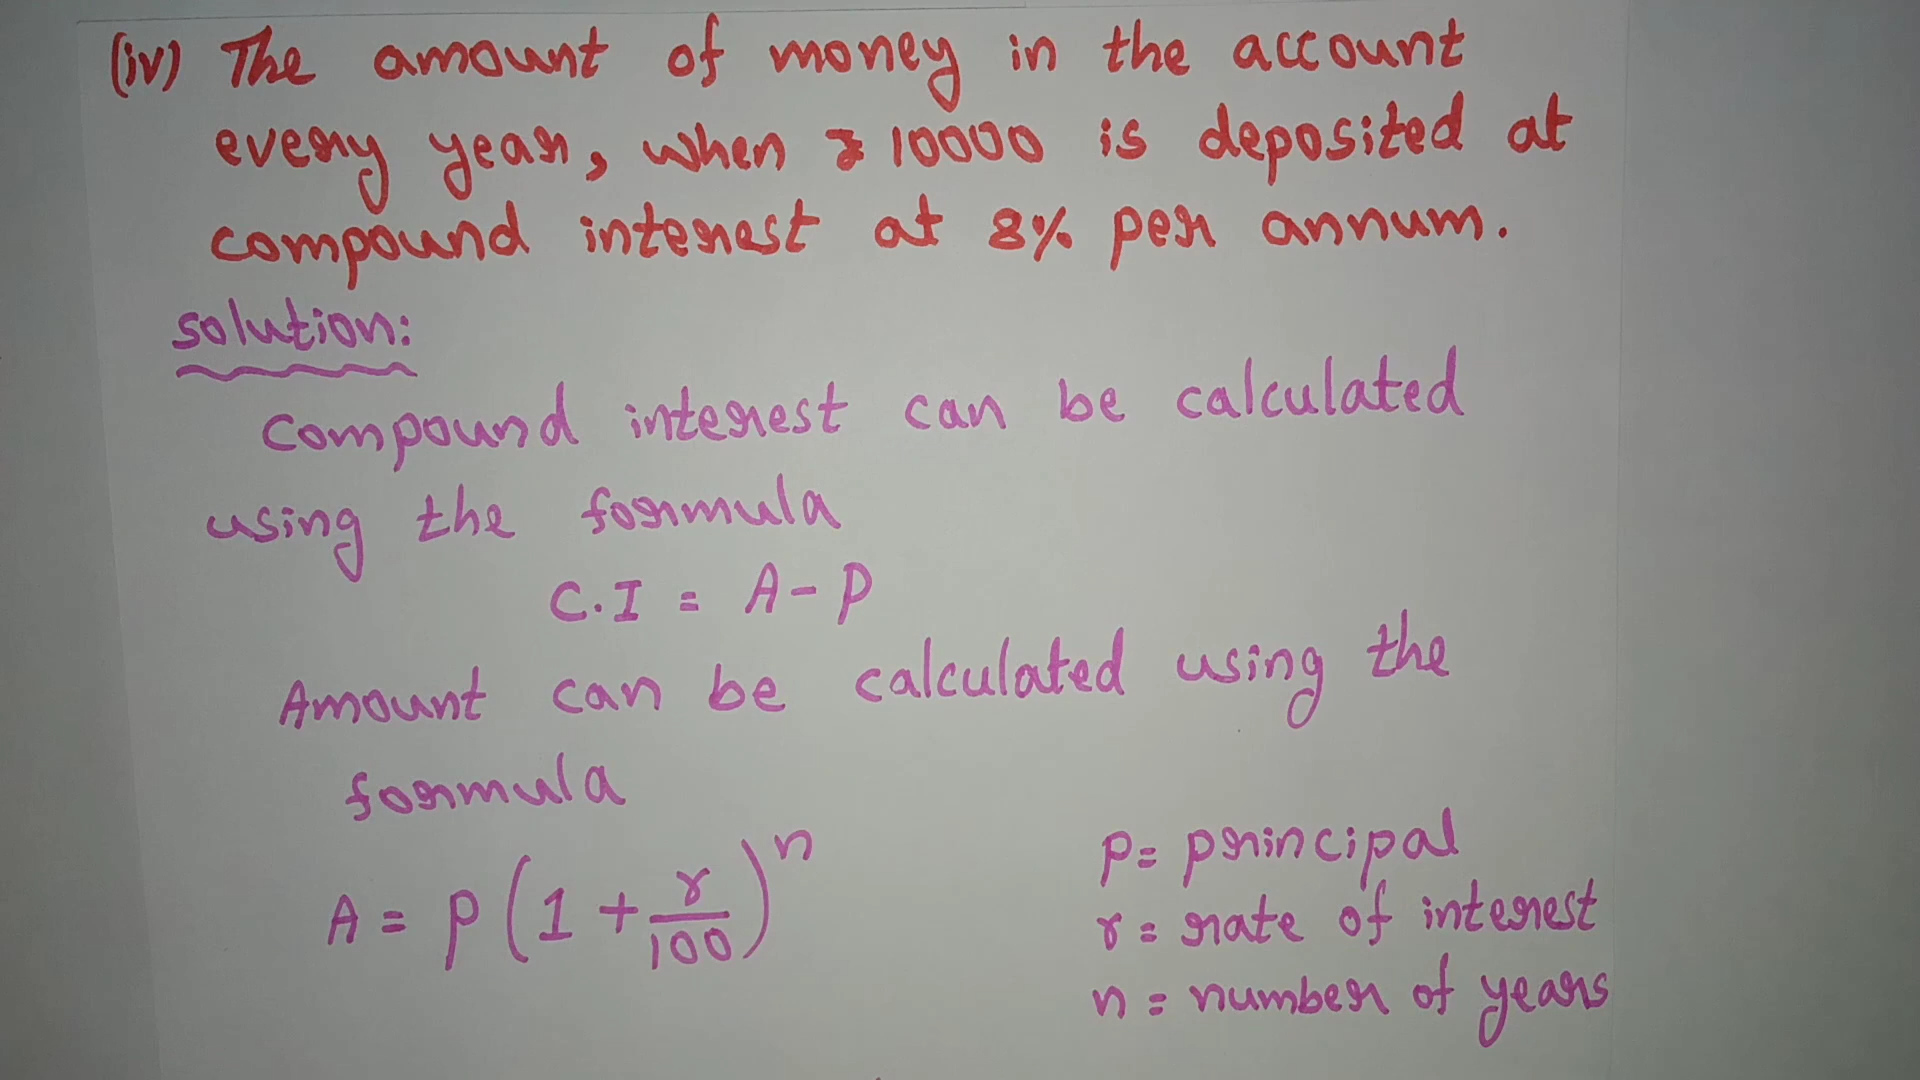 (iv) The amount of money in the account
every year, when ₹ 10000 is deposited at
compound interest at 8% per annum.
solution:
Compound interest can be calculated
using the formula
C.I = A - P
Amount can be calculated using the
formula
A = P(1 + r/100)^n
P = principal
r = rate of interest
n = number of years